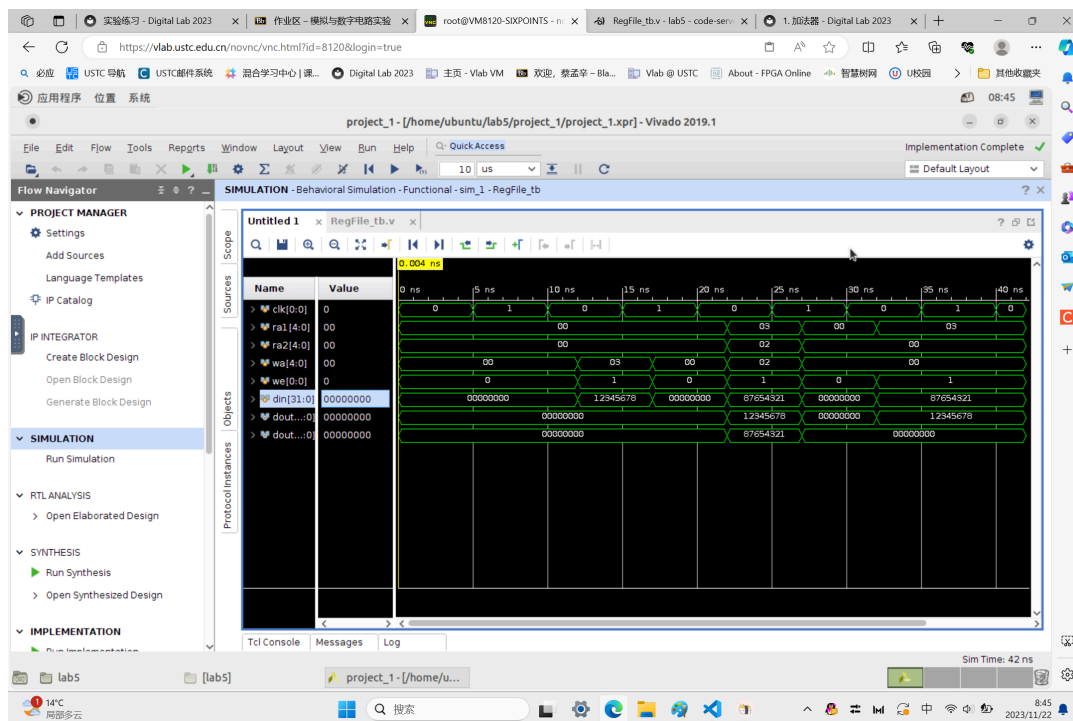 实验练习 - Digital Lab 2023
作业区 – 模拟与数字电路实验
root@VM8120-SIXPOINTS - n
RegFile_tb.v - lab5 - code-serv
1. 加法器 - Digital Lab 2023
https://vlab.ustc.edu.cn/novnc/vnc.html?id=8120&login=true
必应 USTC 导航 USTC邮件系统 混合学习中心 | 课... Digital Lab 2023 主页 - Vlab VM 欢迎，蔡孟辛 – Bla... Vlab @ USTC About - FPGA Online 智慧树网 U校园 其他收藏夹
应用程序 位置 系统 08:45
project_1 - [/home/ubuntu/lab5/project_1/project_1.xpr] - Vivado 2019.1
File Edit Flow Tools Reports Window Layout View Run Help Quick Access Implementation Complete
10 us Default Layout
Flow Navigator
SIMULATION - Behavioral Simulation - Functional - sim_1 - RegFile_tb
PROJECT MANAGER
Settings
Add Sources
Language Templates
IP Catalog
IP INTEGRATOR
Create Block Design
Open Block Design
Generate Block Design
SIMULATION
Run Simulation
RTL ANALYSIS
Open Elaborated Design
SYNTHESIS
Run Synthesis
Open Synthesized Design
IMPLEMENTATION
Run Implementation
Scope
Sources
Objects
Protocol Instances
Untitled 1 RegFile_tb.v
0.004 ns
Name Value 0 ns 5 ns 10 ns 15 ns 20 ns 25 ns 30 ns 35 ns 40 ns
clk[0:0] 0 0 1 0 1 0 1 0 1 0
ra1[4:0] 00 00 03 00 03
ra2[4:0] 00 00 02 00
wa[4:0] 00 00 03 00 02 00
we[0:0] 0 0 1 0 1 0 1
din[31:0] 00000000 00000000 12345678 00000000 87654321 00000000 87654321
dout...:0] 00000000 00000000 12345678 00000000 12345678
dout...:0] 00000000 00000000 87654321 00000000
Tcl Console Messages Log
Sim Time: 42 ns
lab5 [lab5] project_1 - [/home/u...
1
14°C
局部多云
搜索
中
8:45
2023/11/22